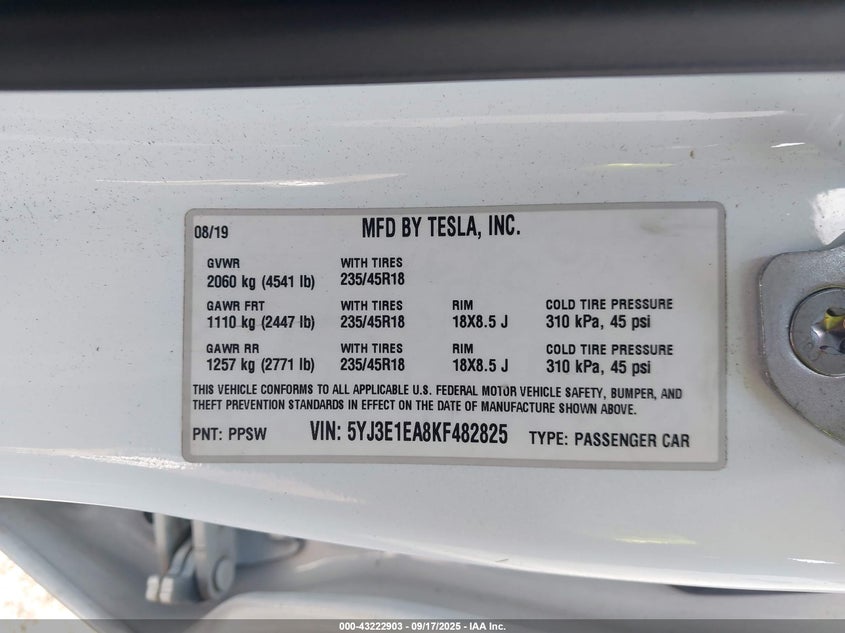 08/19 MFD BY TESLA, INC.
GVWR WITH TIRES
2060 kg (4541 lb) 235/45R18
GAWR FRT WITH TIRES RIM COLD TIRE PRESSURE
1110 kg (2447 lb) 235/45R18 18X8.5 J 310 kPa, 45 psi
GAWR RR WITH TIRES RIM COLD TIRE PRESSURE
1257 kg (2771 lb) 235/45R18 18X8.5 J 310 kPa, 45 psi
THIS VEHICLE CONFORMS TO ALL APPLICABLE U.S. FEDERAL MOTOR VEHICLE SAFETY, BUMPER, AND
THEFT PREVENTION STANDARDS IN EFFECT ON THE DATE OF MANUFACTURE SHOWN ABOVE.
PNT: PPSW VIN: 5YJ3E1EA8KF482825 TYPE: PASSENGER CAR
000-43222903 - 09/17/2025 - IAA Inc.